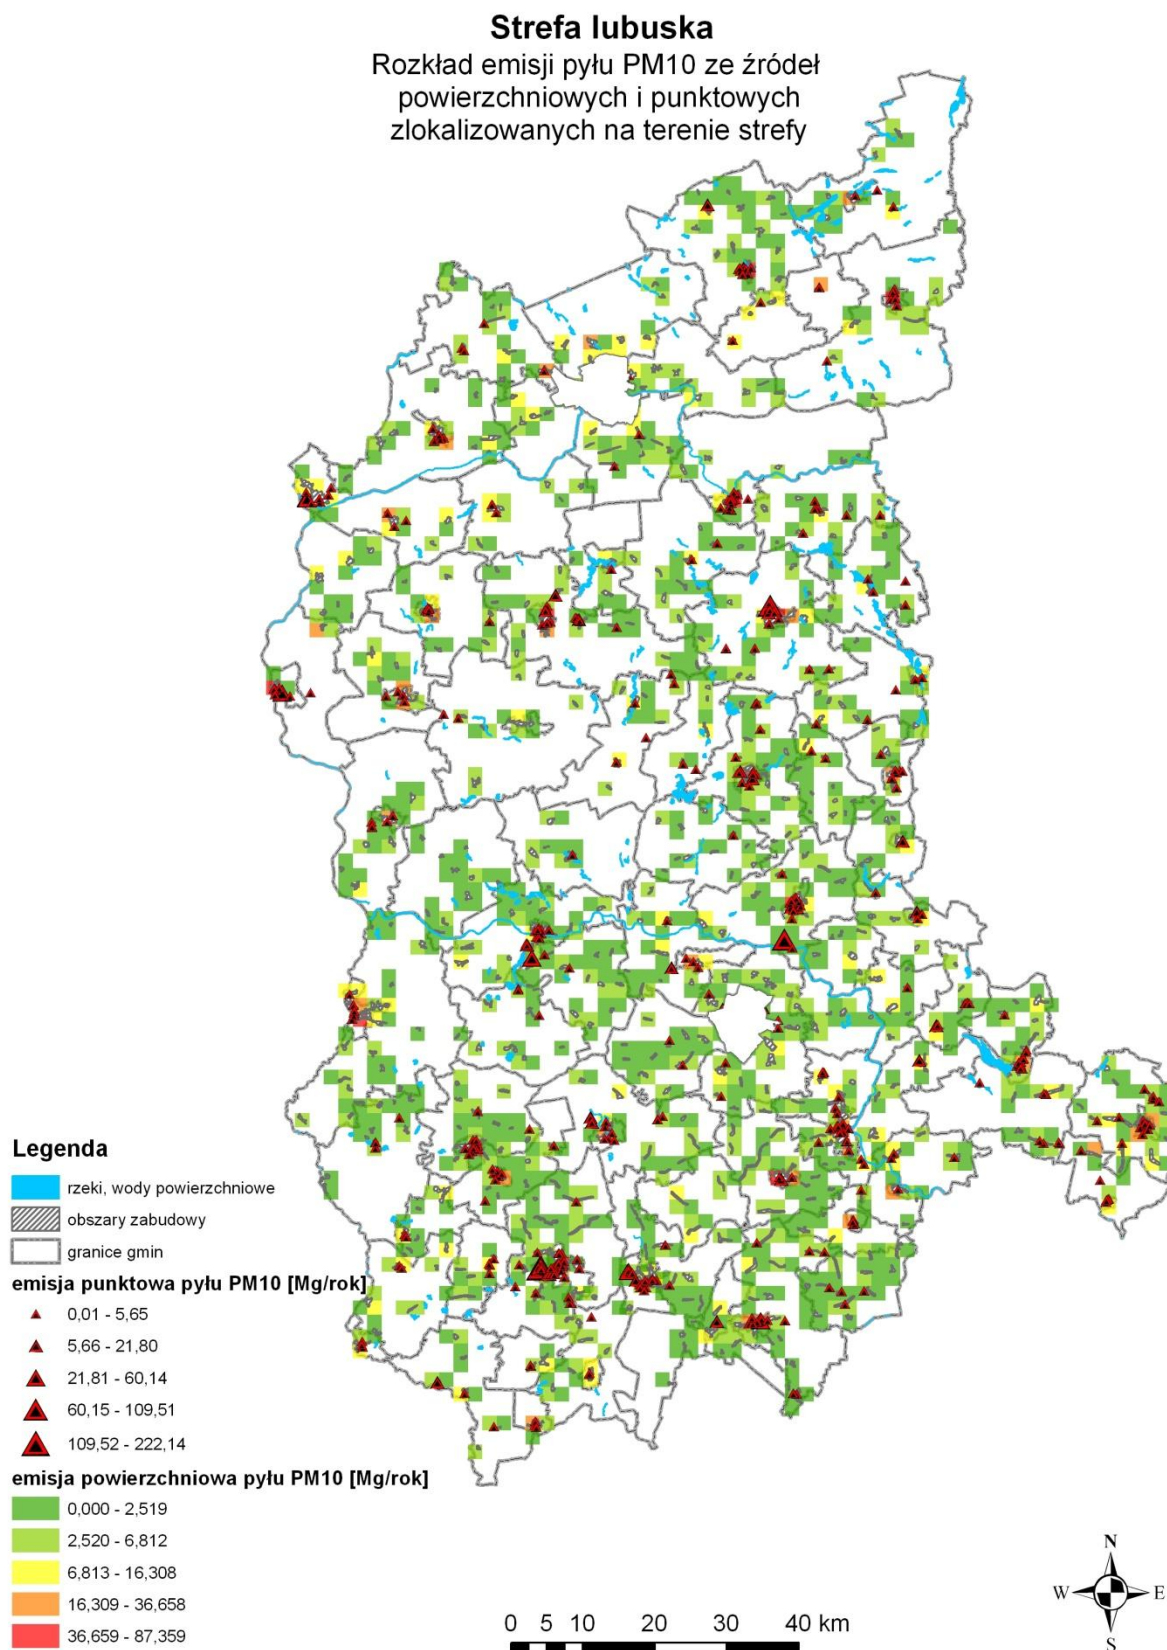 Strefa lubuska
Rozkład emisji pyłu PM10 ze źródeł
powierzchniowych i punktowych
zlokalizowanych na terenie strefy
Legenda
rzeki, wody powierzchniowe
obszary zabudowy
granice gmin
emisja punktowa pyłu PM10 [Mg/rok]
0,01 - 5,65
5,66 - 21,80
21,81 - 60,14
60,15 - 109,51
109,52 - 222,14
emisja powierzchniowa pyłu PM10 [Mg/rok]
0,000 - 2,519
2,520 - 6,812
6,813 - 16,308
16,309 - 36,658
36,659 - 87,359
N
W E
S
0 5 10 20 30 40 km